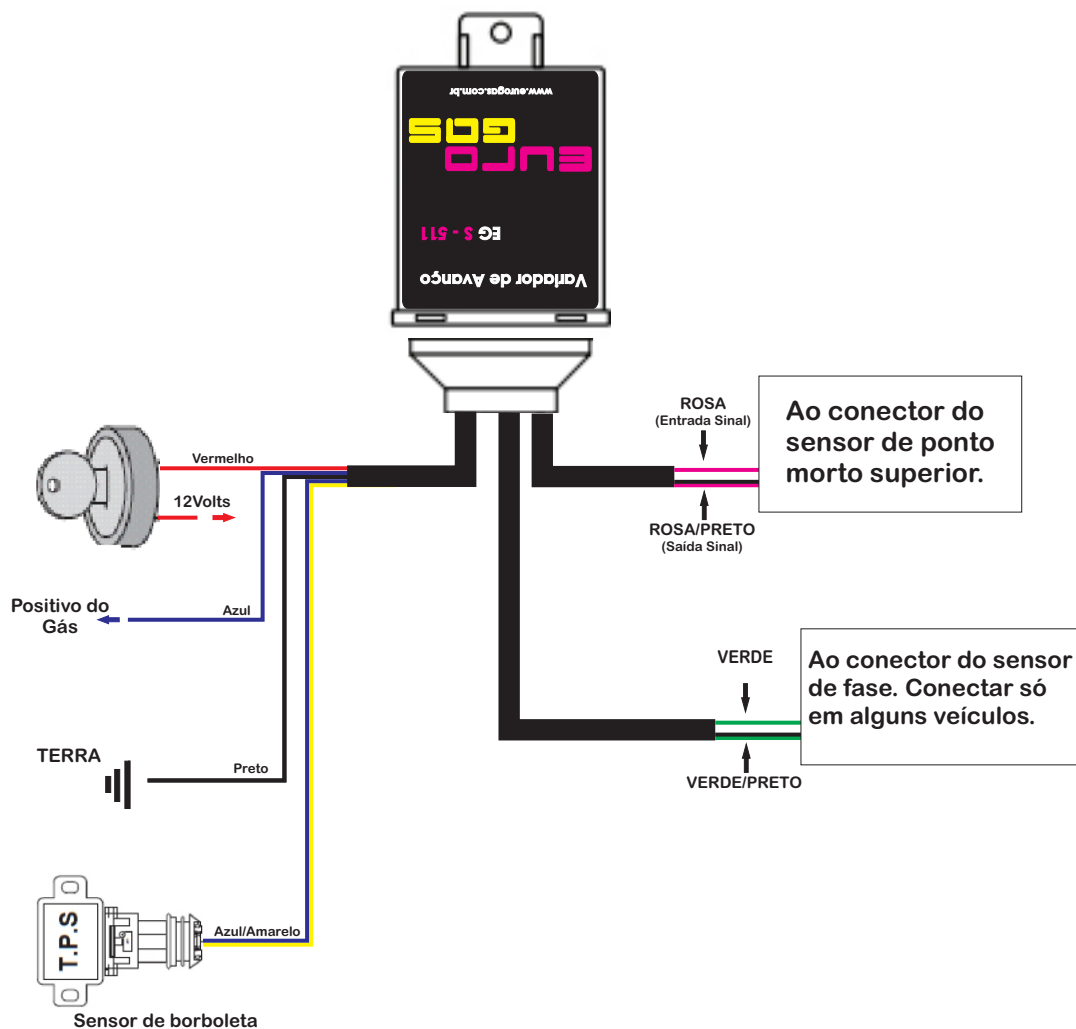 www.eurogas.com.br
EURO
GAS
EG S - 511
Variador de Avanço
Vermelho
12Volts
Positivo do
Gás
Azul
TERRA
Preto
T.P.S
Azul/Amarelo
Sensor de borboleta
ROSA
(Entrada Sinal)
ROSA/PRETO
(Saída Sinal)
Ao conector do
sensor de ponto
morto superior.
VERDE
VERDE/PRETO
Ao conector do sensor
de fase. Conectar só
em alguns veículos.